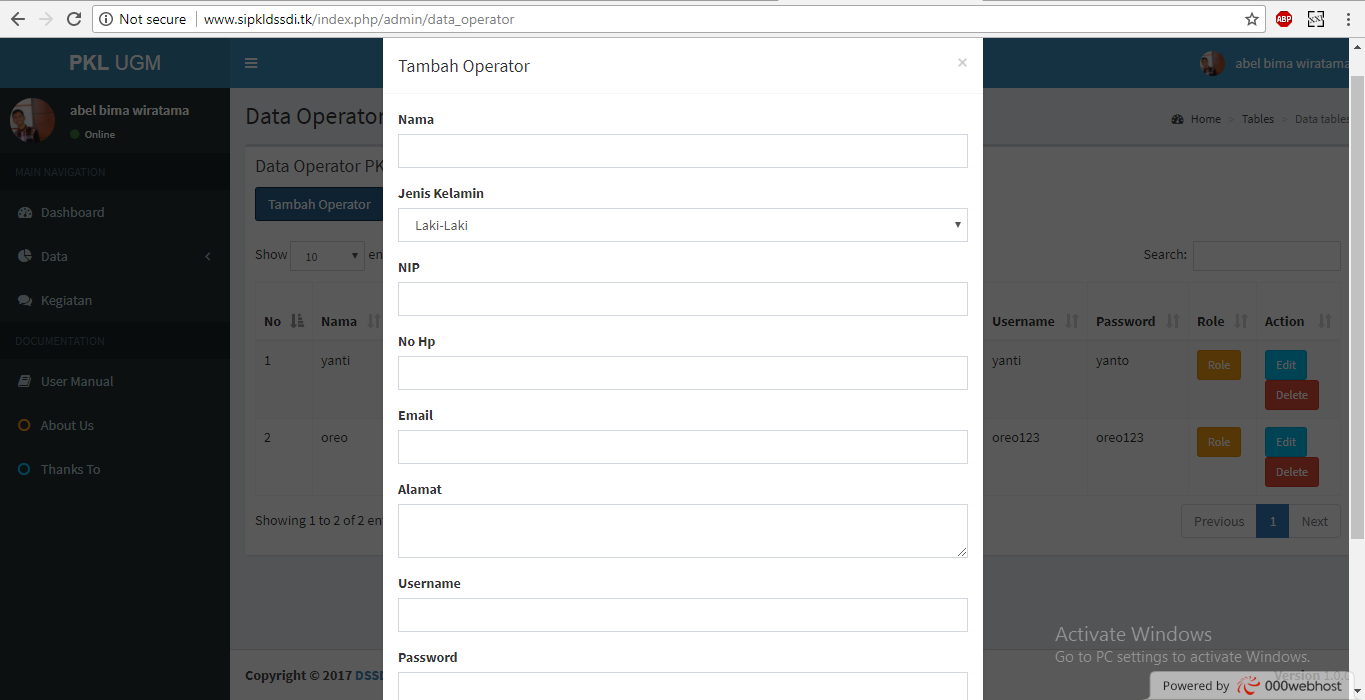 Not secure | www.sipkldssdi.tk/index.php/admin/data_operator
ABP
PKL UGM
abel bima wiratama
abel bima wiratama
Online
MAIN NAVIGATION
Dashboard
Data
Kegiatan
DOCUMENTATION
User Manual
About Us
Thanks To
Data Operator
Home > Tables > Data tables
Data Operator PK
Tambah Operator
Show 10 en
Search:
No Nama Username Password Role Action
1 yanti yanti yanto Role Edit
Delete
2 oreo oreo123 oreo123 Role Edit
Delete
Showing 1 to 2 of 2 en
Previous 1 Next
Tambah Operator ×
Nama
Jenis Kelamin
Laki-Laki
NIP
No Hp
Email
Alamat
Username
Password
Copyright © 2017 DSSD
Version 1.0.0
Activate Windows
Go to PC settings to activate Windows.
Powered by 000webhost